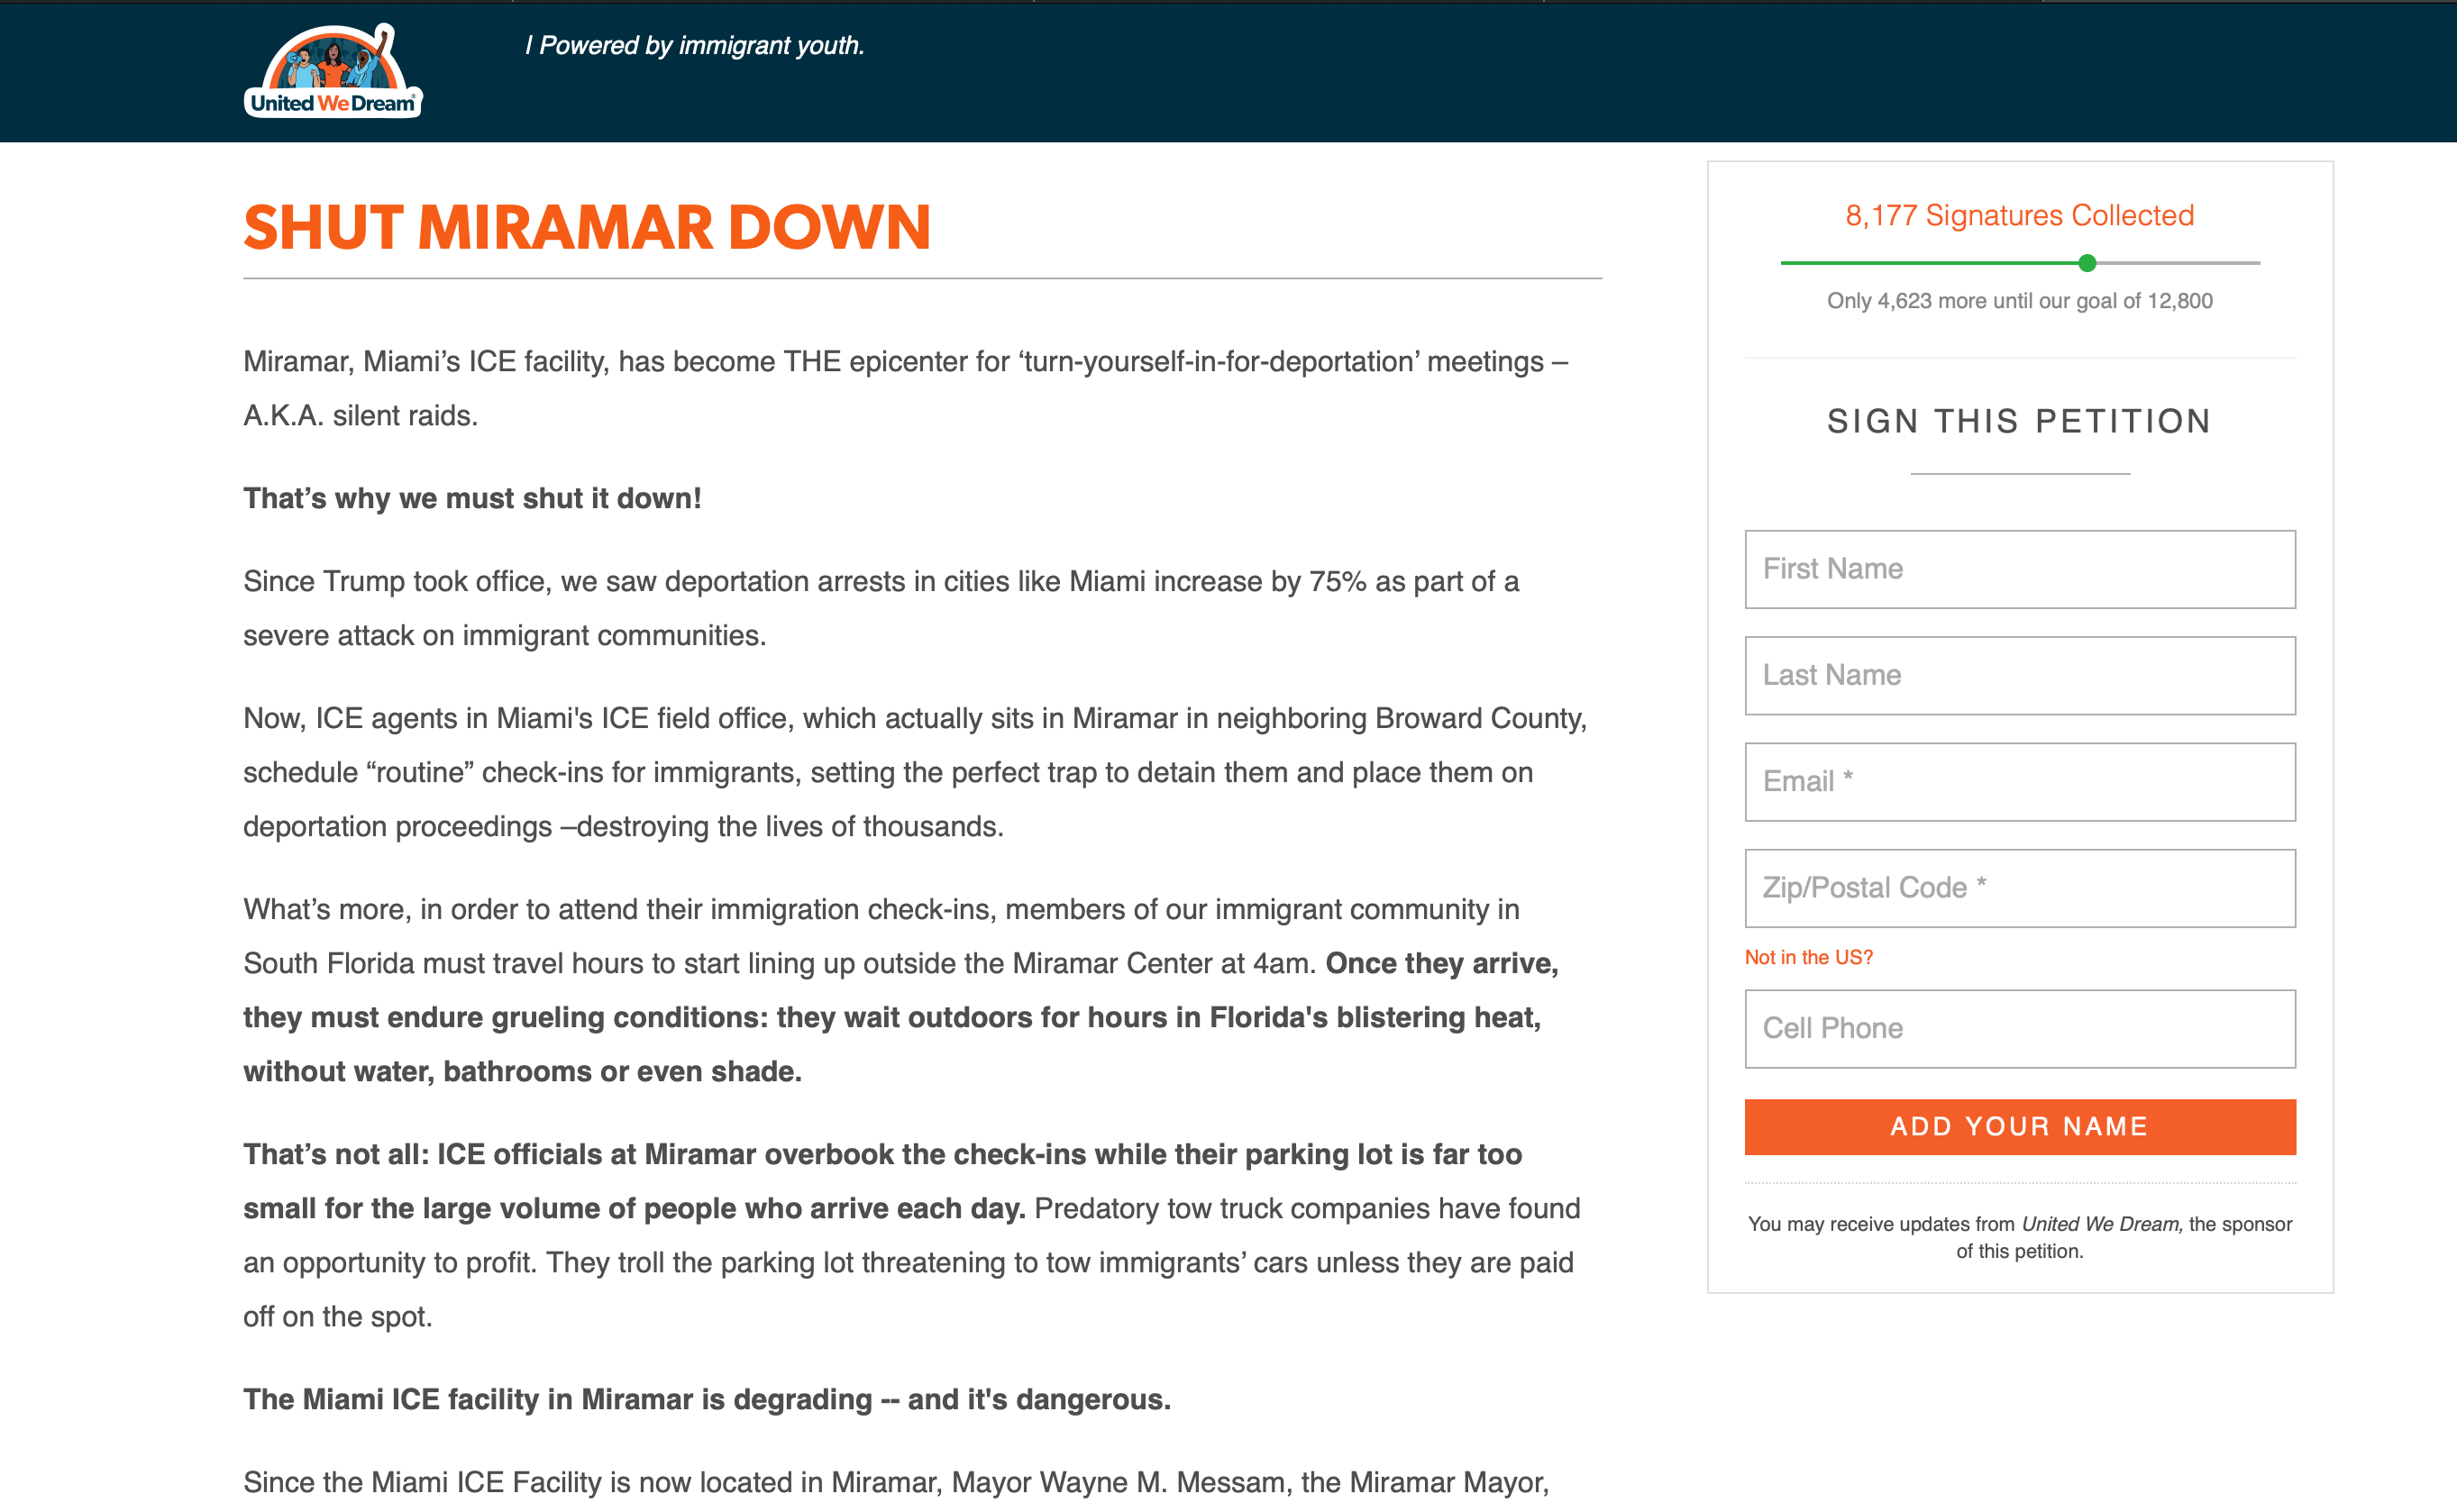 United We Dream®
| Powered by immigrant youth.
SHUT MIRAMAR DOWN
Miramar, Miami’s ICE facility, has become THE epicenter for ‘turn-yourself-in-for-deportation’ meetings –
A.K.A. silent raids.
That’s why we must shut it down!
Since Trump took office, we saw deportation arrests in cities like Miami increase by 75% as part of a
severe attack on immigrant communities.
Now, ICE agents in Miami's ICE field office, which actually sits in Miramar in neighboring Broward County,
schedule “routine” check-ins for immigrants, setting the perfect trap to detain them and place them on
deportation proceedings –destroying the lives of thousands.
What’s more, in order to attend their immigration check-ins, members of our immigrant community in
South Florida must travel hours to start lining up outside the Miramar Center at 4am. Once they arrive,
they must endure grueling conditions: they wait outdoors for hours in Florida's blistering heat,
without water, bathrooms or even shade.
That’s not all: ICE officials at Miramar overbook the check-ins while their parking lot is far too
small for the large volume of people who arrive each day. Predatory tow truck companies have found
an opportunity to profit. They troll the parking lot threatening to tow immigrants’ cars unless they are paid
off on the spot.
The Miami ICE facility in Miramar is degrading -- and it's dangerous.
Since the Miami ICE Facility is now located in Miramar, Mayor Wayne M. Messam, the Miramar Mayor,
8,177 Signatures Collected
Only 4,623 more until our goal of 12,800
SIGN THIS PETITION
First Name
Last Name
Email *
Zip/Postal Code *
Not in the US?
Cell Phone
ADD YOUR NAME
You may receive updates from United We Dream, the sponsor
of this petition.